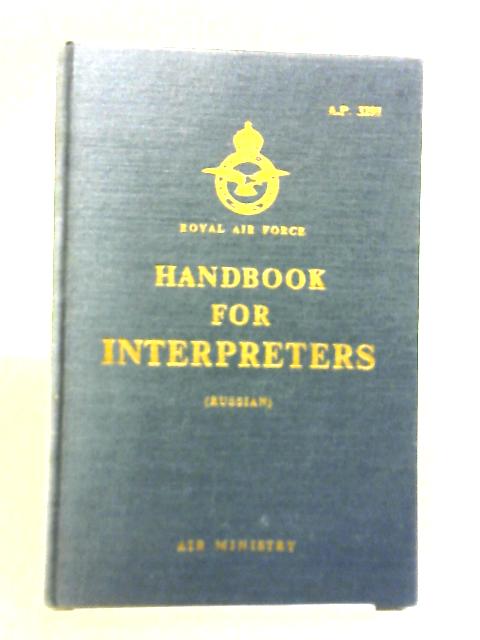 A.P.
ROYAL AIR FORCE
HANDBOOK
FOR
INTERPRETERS
(RUSSIAN)
AIR MINISTRY